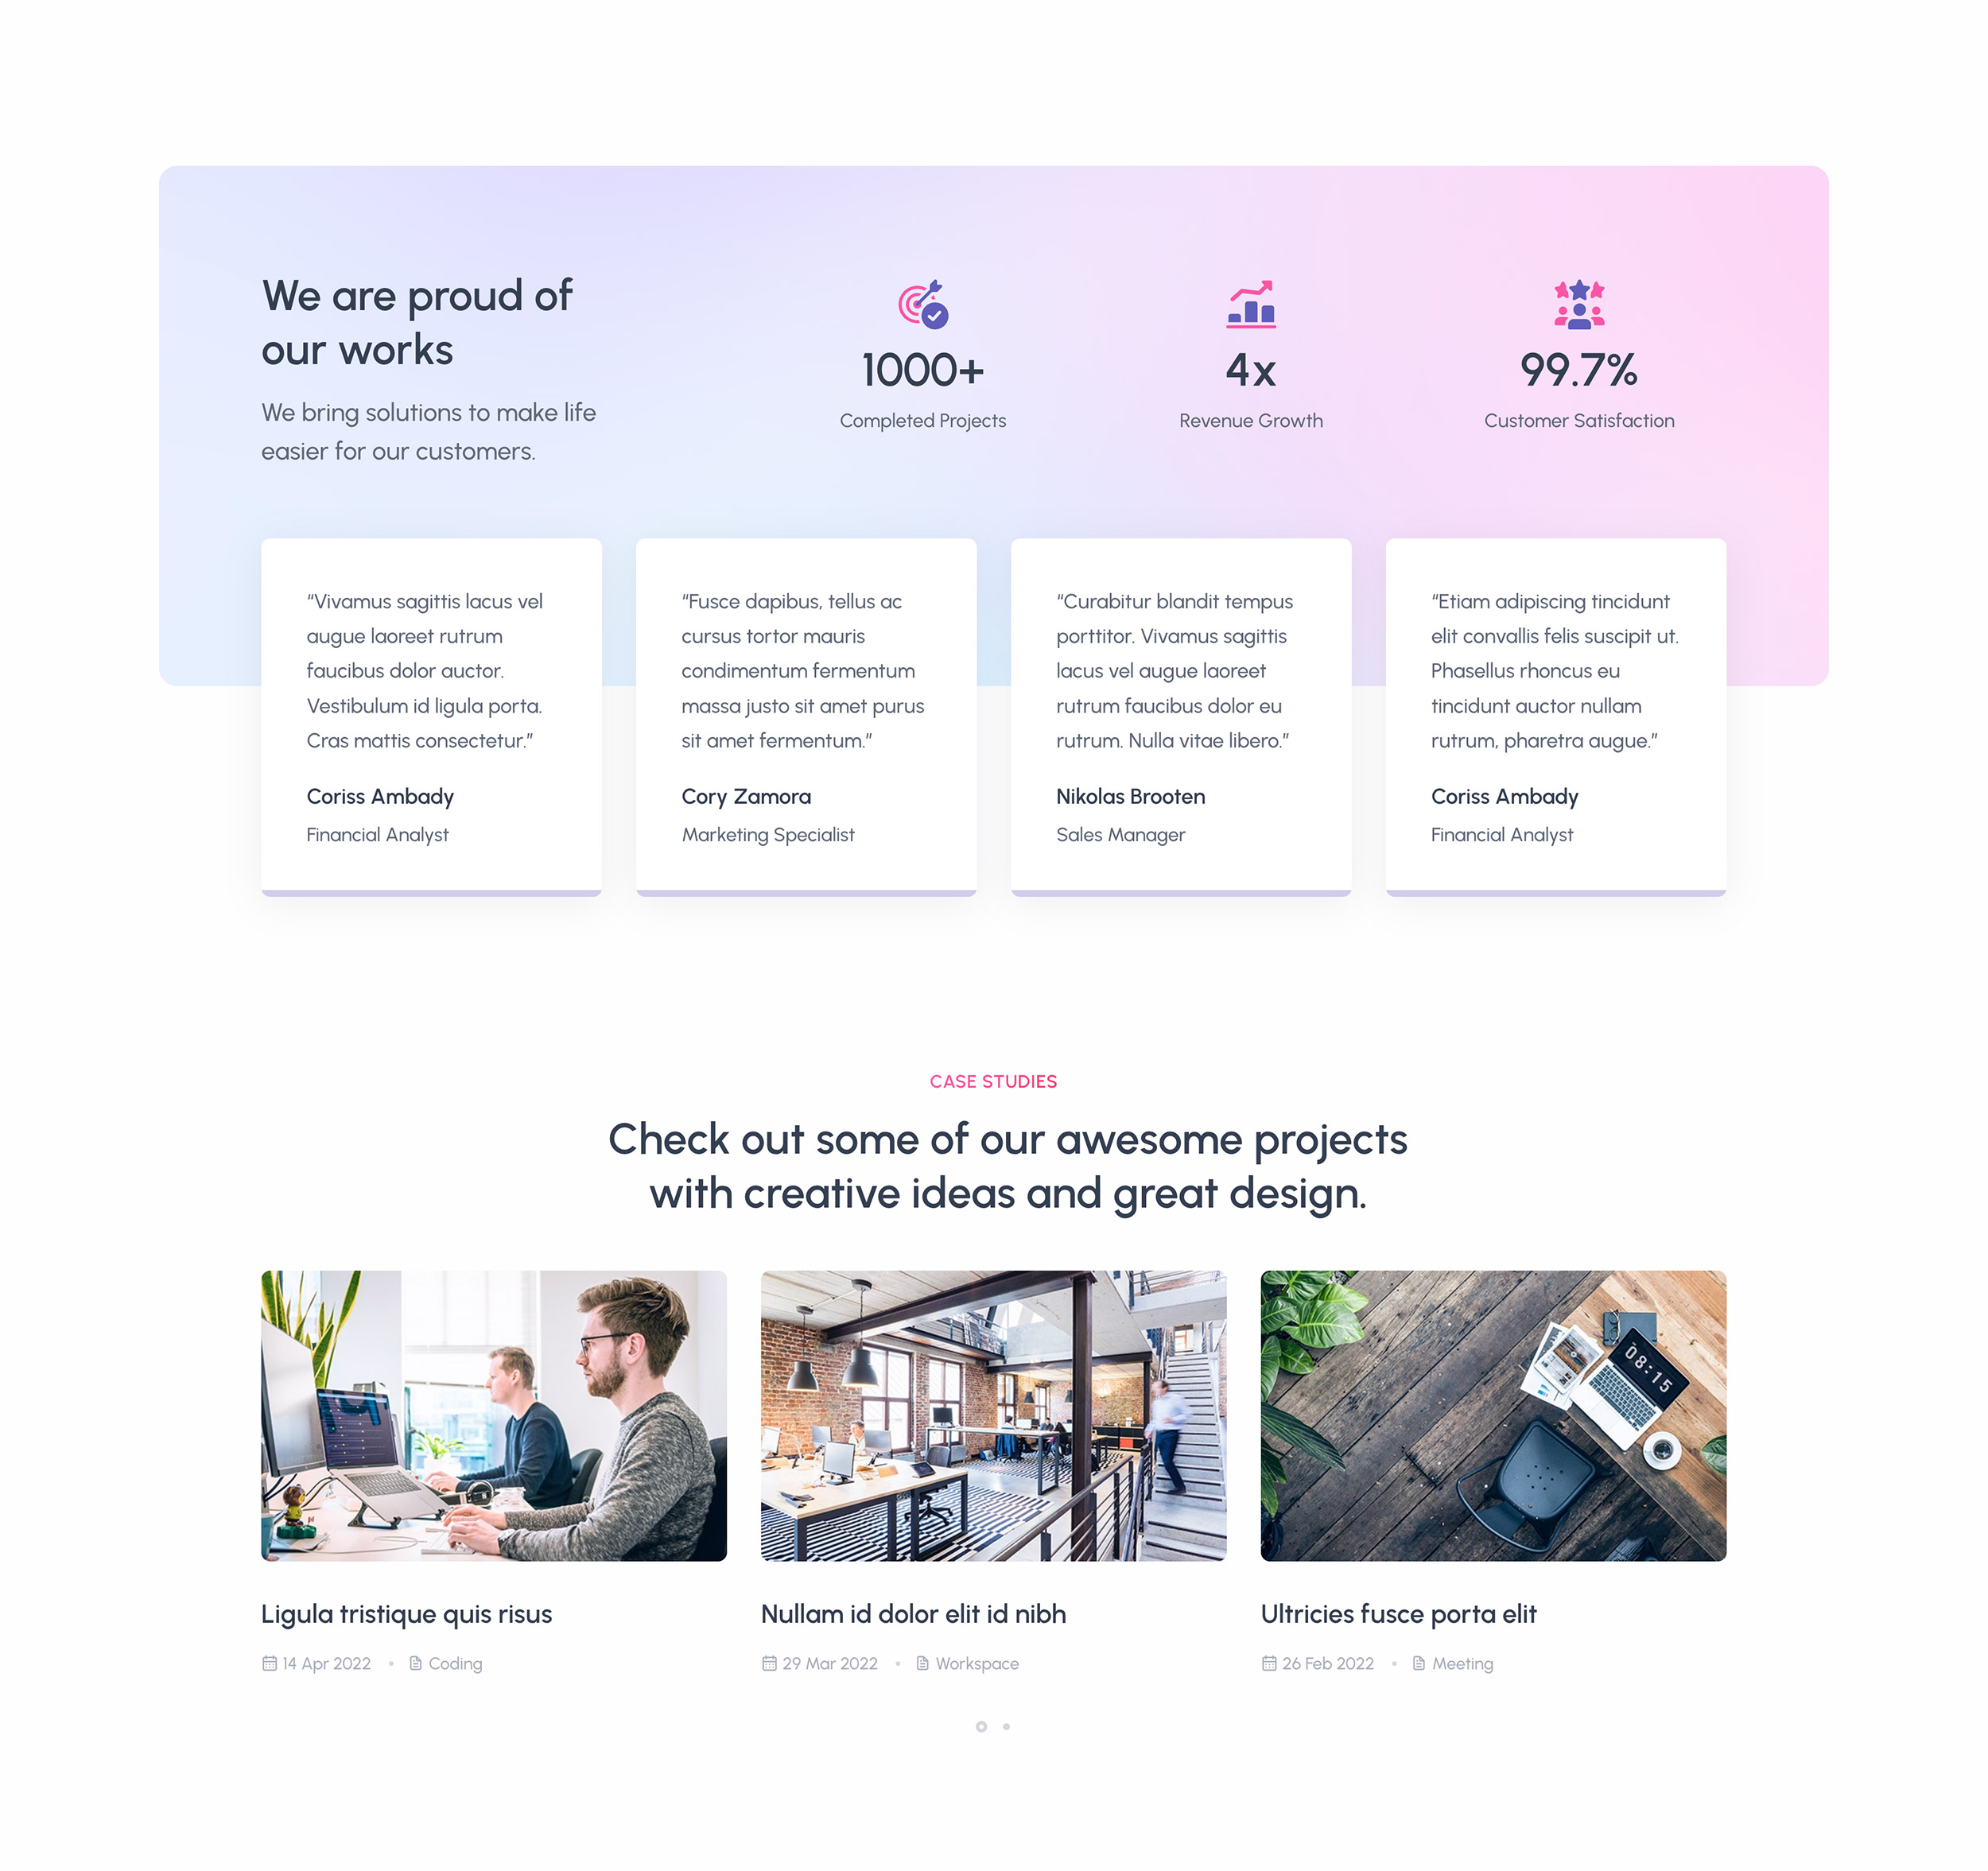 We are proud of
our works
We bring solutions to make life
easier for our customers.
1000+
Completed Projects
4x
Revenue Growth
99.7%
Customer Satisfaction
“Vivamus sagittis lacus vel
augue laoreet rutrum
faucibus dolor auctor.
Vestibulum id ligula porta.
Cras mattis consectetur.”
Coriss Ambady
Financial Analyst
“Fusce dapibus, tellus ac
cursus tortor mauris
condimentum fermentum
massa justo sit amet purus
sit amet fermentum.”
Cory Zamora
Marketing Specialist
“Curabitur blandit tempus
porttitor. Vivamus sagittis
lacus vel augue laoreet
rutrum faucibus dolor eu
rutrum. Nulla vitae libero.”
Nikolas Brooten
Sales Manager
“Etiam adipiscing tincidunt
elit convallis felis suscipit ut.
Phasellus rhoncus eu
tincidunt auctor nullam
rutrum, pharetra augue.”
Coriss Ambady
Financial Analyst
CASE STUDIES
Check out some of our awesome projects
with creative ideas and great design.
08:15
Ligula tristique quis risus
14 Apr 2022 • Coding
Nullam id dolor elit id nibh
29 Mar 2022 • Workspace
Ultricies fusce porta elit
26 Feb 2022 • Meeting